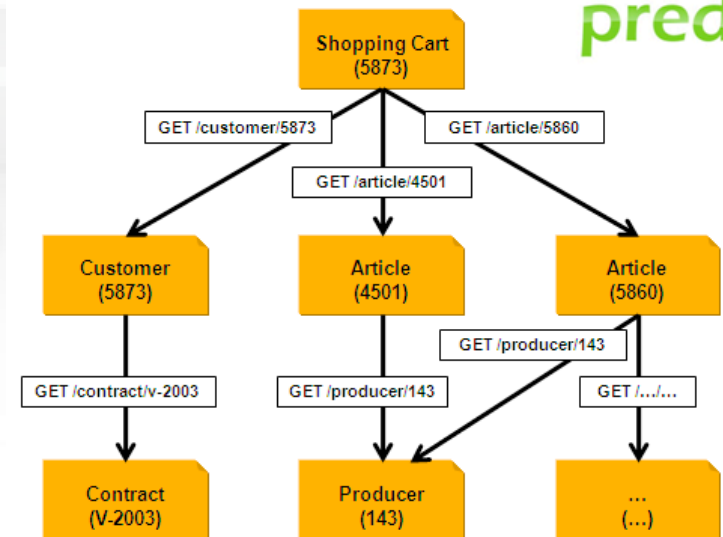 pred
Shopping Cart
(5873)
GET /customer/5873
GET /article/5860
GET /article/4501
Customer
(5873)
Article
(4501)
Article
(5860)
GET /producer/143
GET /contract/v-2003
GET /producer/143
GET /.../...
Contract
(V-2003)
Producer
(143)
...
(...)